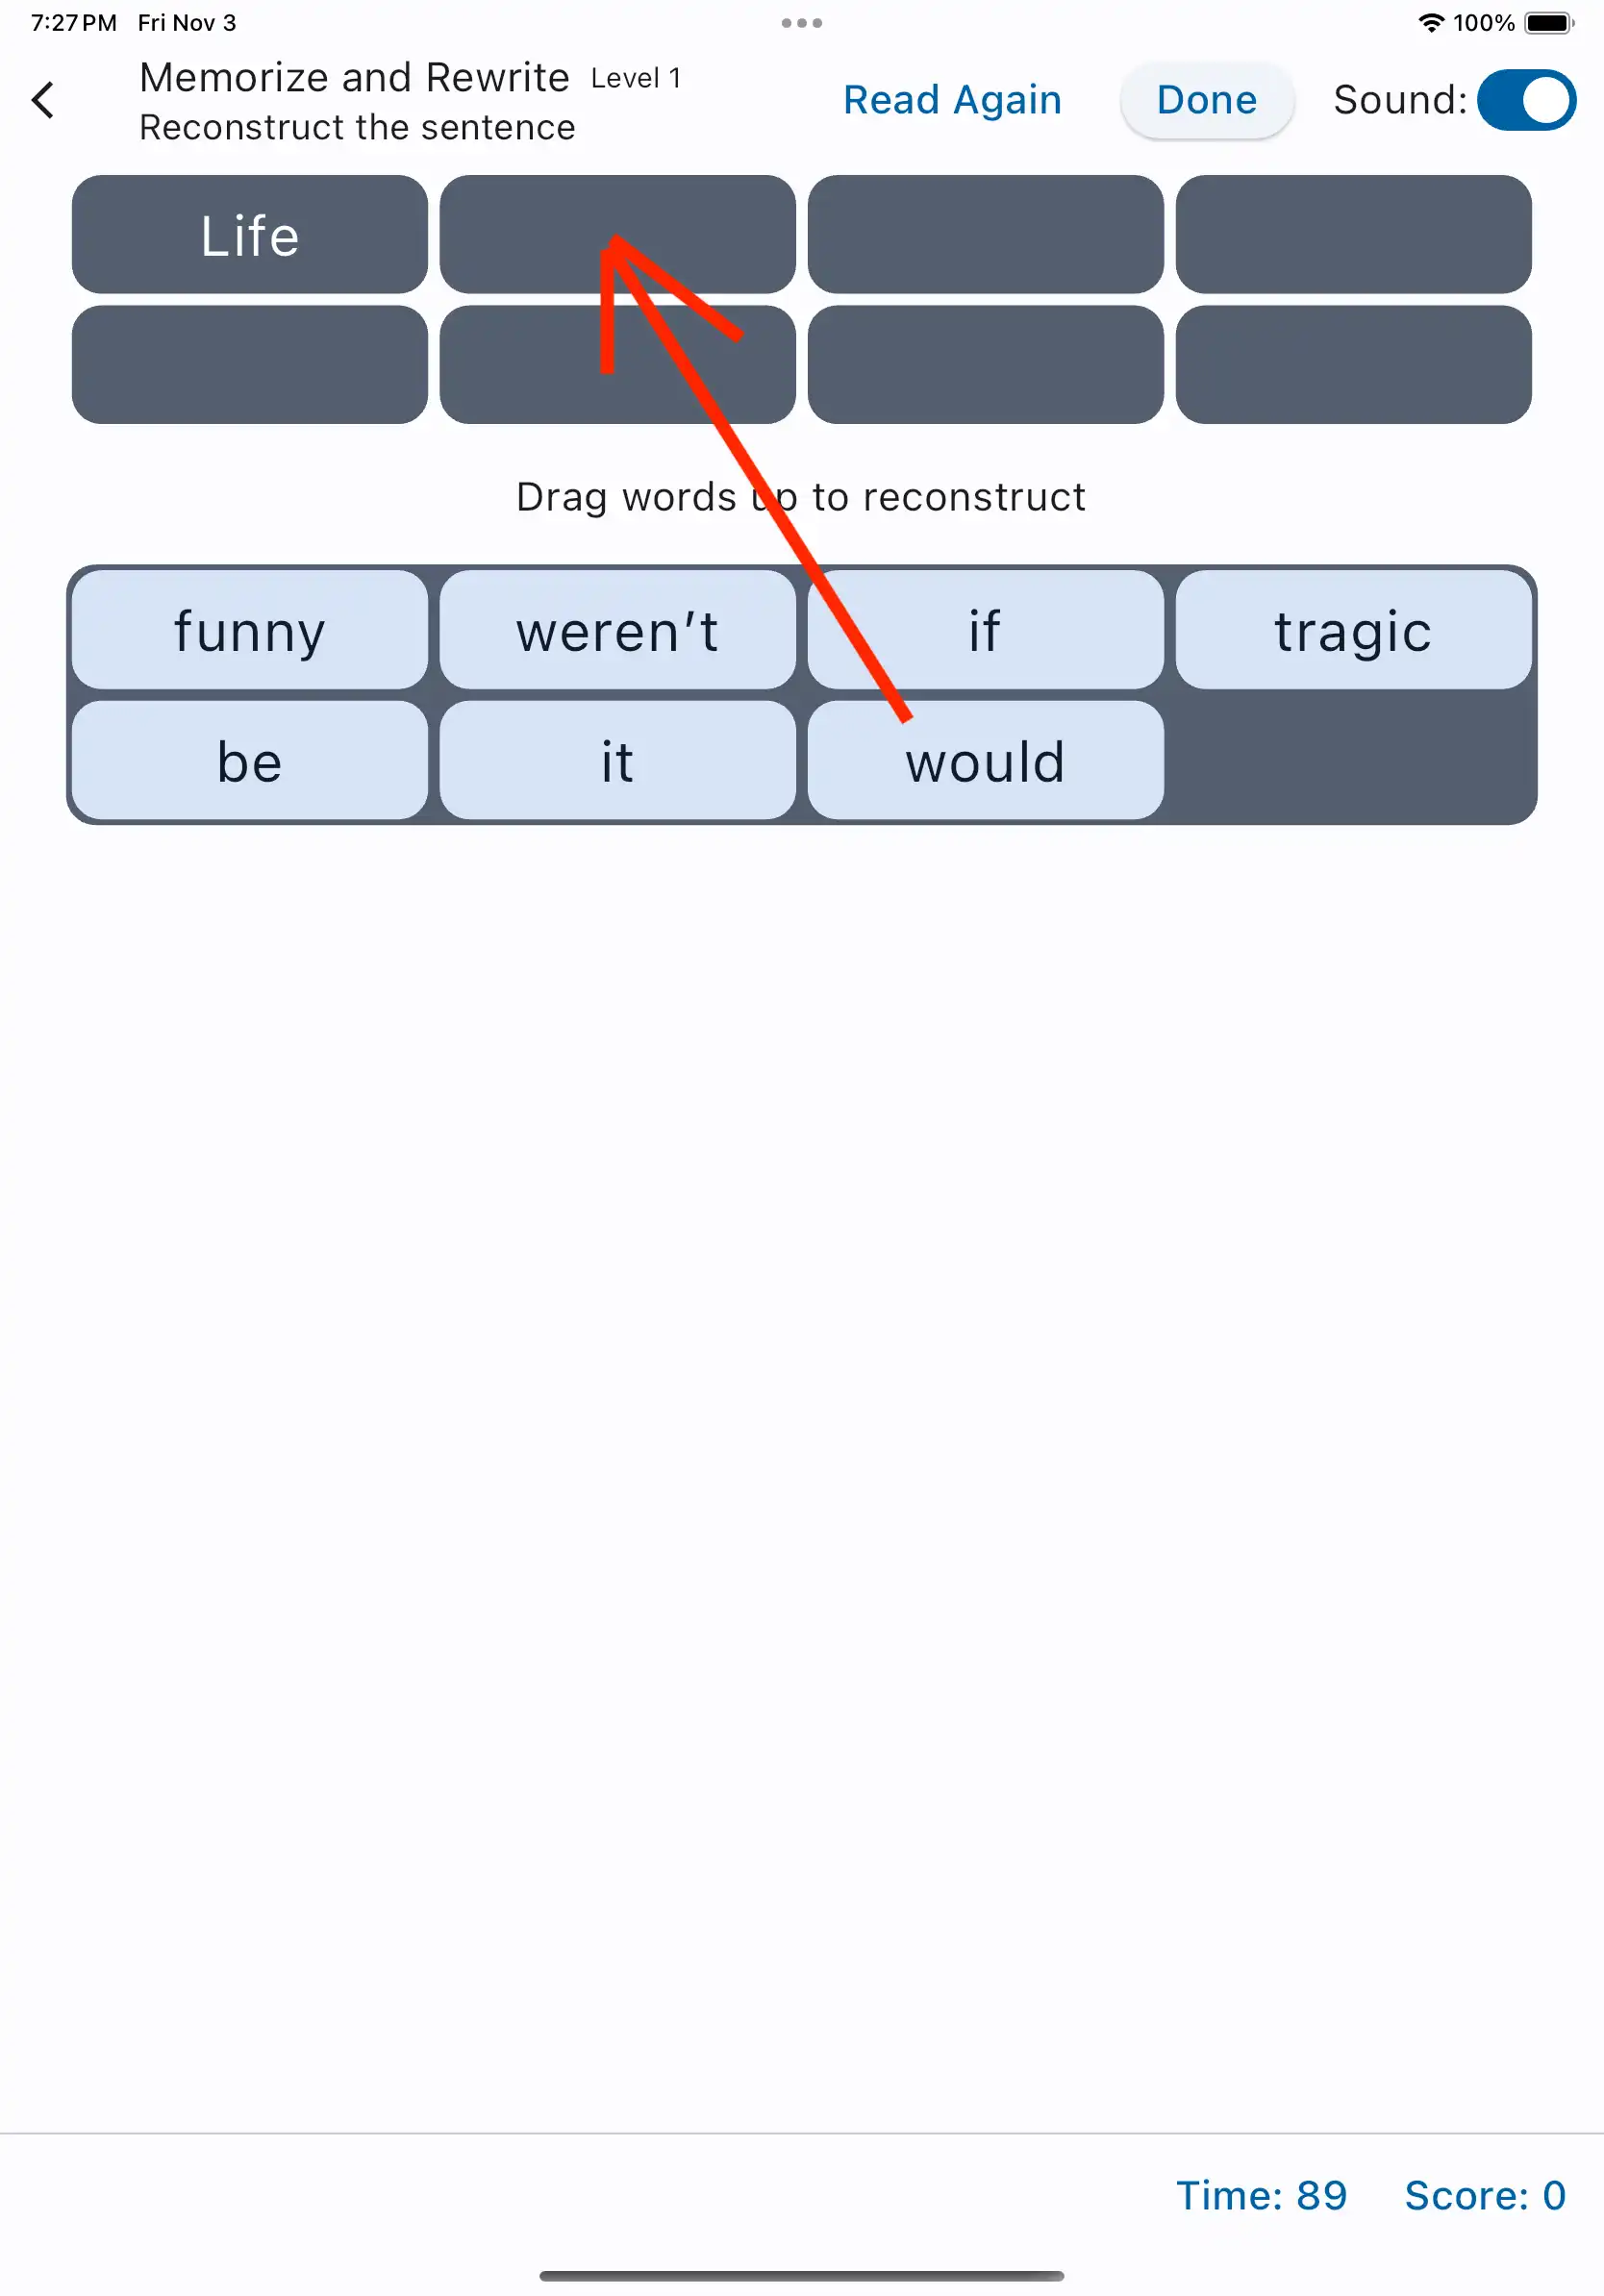 7:27 PM Fri Nov 3 100%
Memorize and Rewrite Level 1
Reconstruct the sentence
Read Again Done Sound:
Life
Drag words up to reconstruct
funny weren’t if tragic
be it would
Time: 89 Score: 0